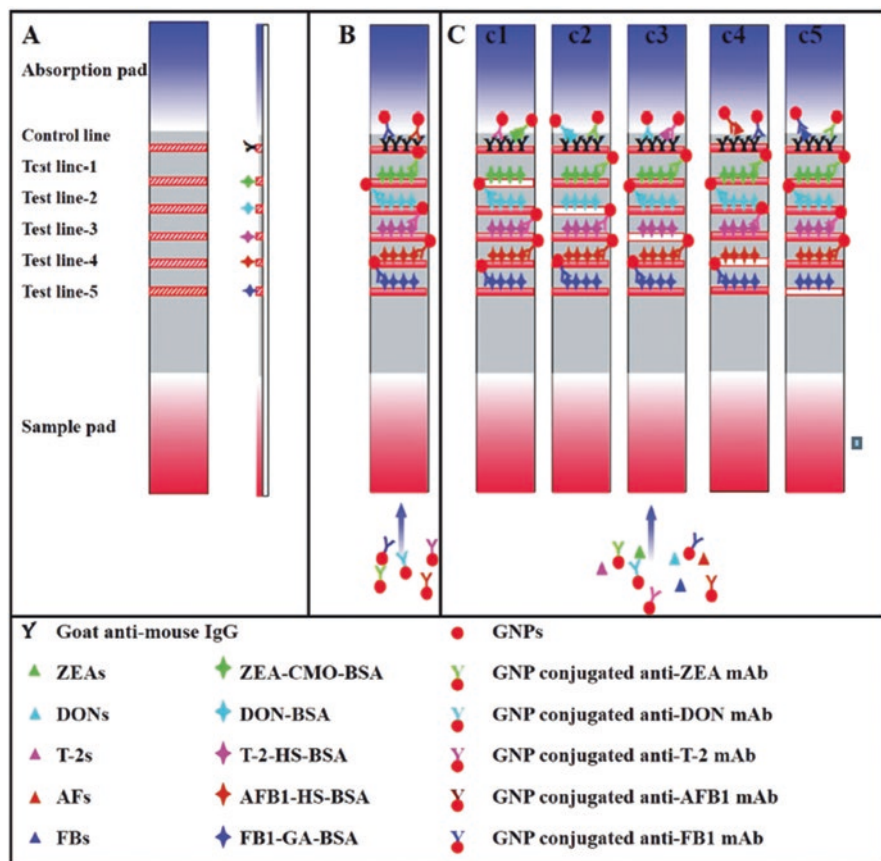 A
B
C
c1
c2
c3
c4
c5
Absorption pad
Control line
Test linc-1
Test line-2
Test line-3
Test line-4
Test line-5
Sample pad
Goat anti-mouse IgG
GNPs
ZEAs
ZEA-CMO-BSA
GNP conjugated anti-ZEA mAb
DONs
DON-BSA
GNP conjugated anti-DON mAb
T-2s
T-2-HS-BSA
GNP conjugated anti-T-2 mAb
AFs
AFB1-HS-BSA
GNP conjugated anti-AFB1 mAb
FBs
FB1-GA-BSA
GNP conjugated anti-FB1 mAb